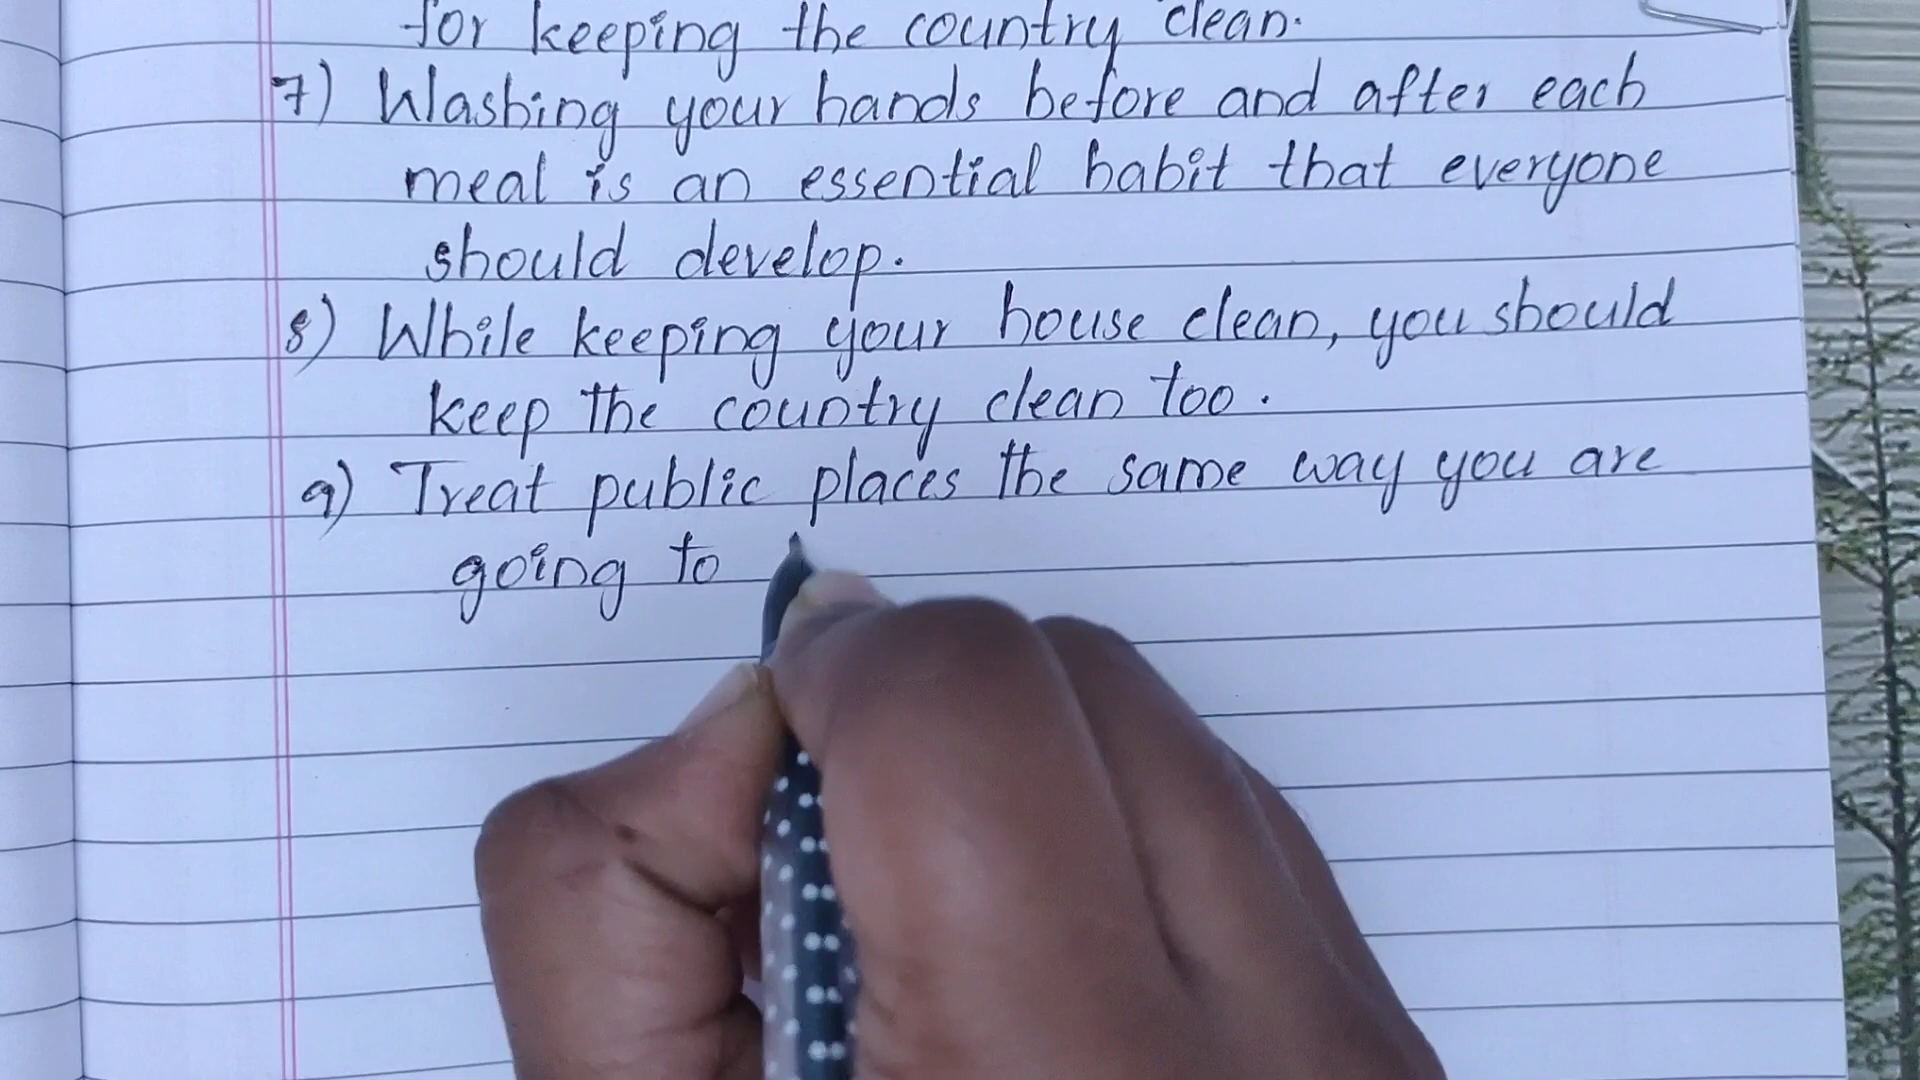 for keeping the country clean.
7) Washing your hands before and after each
meal is an essential habit that everyone
should develop.
8) While keeping your house clean, you should
keep the country clean too.
9) Treat public places the same way you are
going to